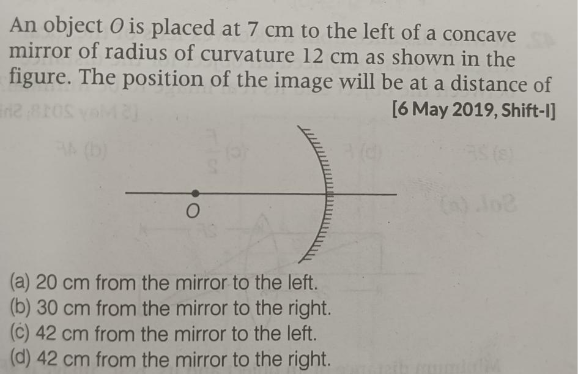 An object O is placed at 7 cm to the left of a concave
mirror of radius of curvature 12 cm as shown in the
figure. The position of the image will be at a distance of
[6 May 2019, Shift-I]
O
(a) 20 cm from the mirror to the left.
(b) 30 cm from the mirror to the right.
(c) 42 cm from the mirror to the left.
(d) 42 cm from the mirror to the right.